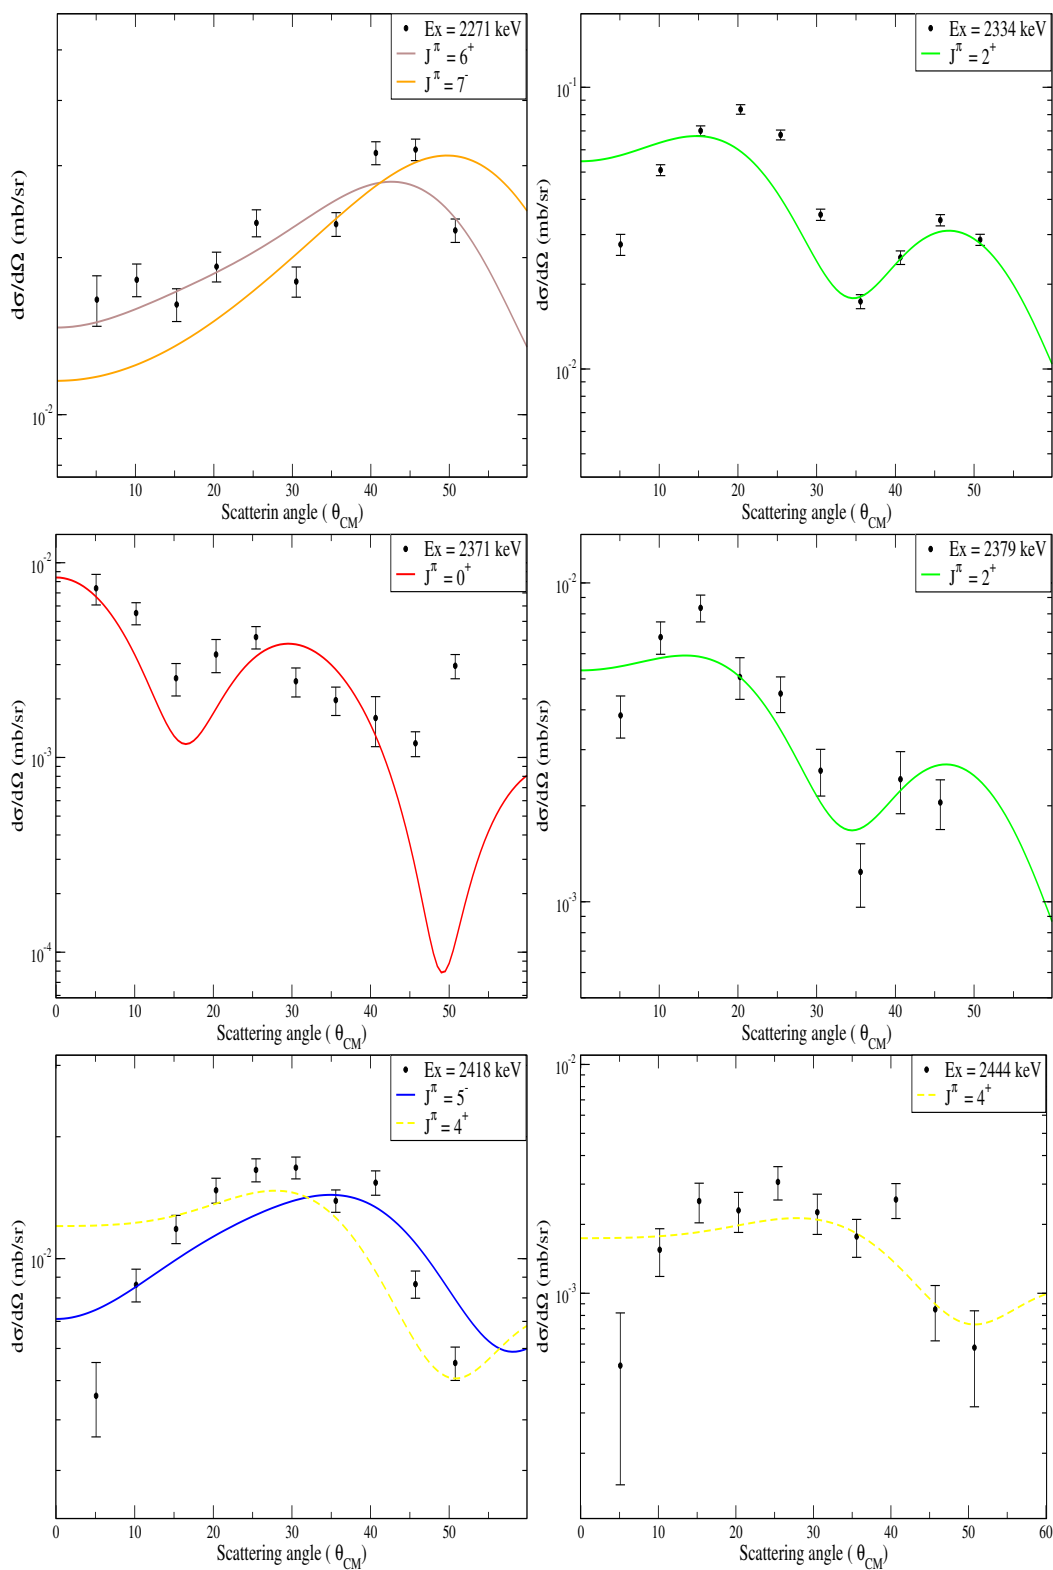 Ex = 2271 keV
J^π = 6^+
J^π = 7^-
dσ/dΩ (mb/sr)
10^-2
10 20 30 40 50
Scatterin angle ( θ_CM)
Ex = 2334 keV
J^π = 2^+
dσ/dΩ (mb/sr)
10^-1
10^-2
10 20 30 40 50
Scattering angle ( θ_CM)
Ex = 2371 keV
J^π = 0^+
dσ/dΩ (mb/sr)
10^-2
10^-3
10^-4
0 10 20 30 40 50
Scattering angle ( θ_CM)
Ex = 2379 keV
J^π = 2^+
dσ/dΩ (mb/sr)
10^-2
10^-3
10 20 30 40 50
Scattering angle ( θ_CM)
Ex = 2418 keV
J^π = 5^-
J^π = 4^+
dσ/dΩ (mb/sr)
10^-2
0 10 20 30 40 50
Scattering angle ( θ_CM)
Ex = 2444 keV
J^π = 4^+
dσ/dΩ (mb/sr)
10^-2
10^-3
0 10 20 30 40 50 60
Scattering angle ( θ_CM)